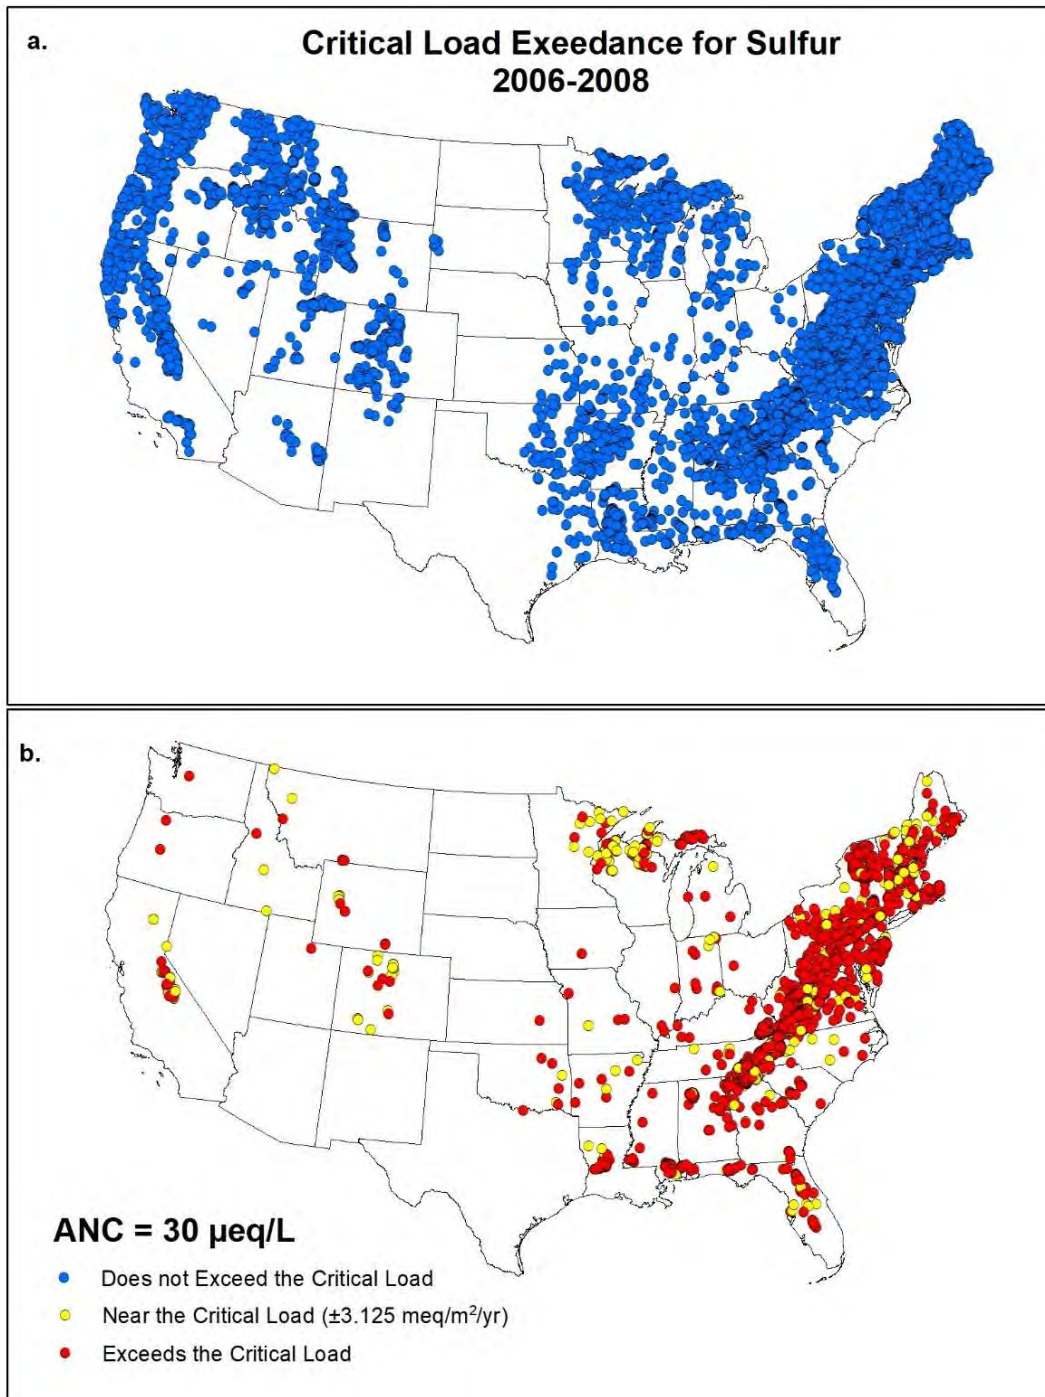 a.
Critical Load Exeedance for Sulfur
2006-2008
b.
ANC = 30 µeq/L
Does not Exceed the Critical Load
Near the Critical Load (±3.125 meq/m²/yr)
Exceeds the Critical Load